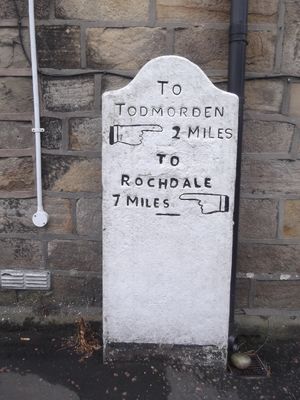 TO
TODMORDEN
2 MILES
TO
ROCHDALE
7 MILES